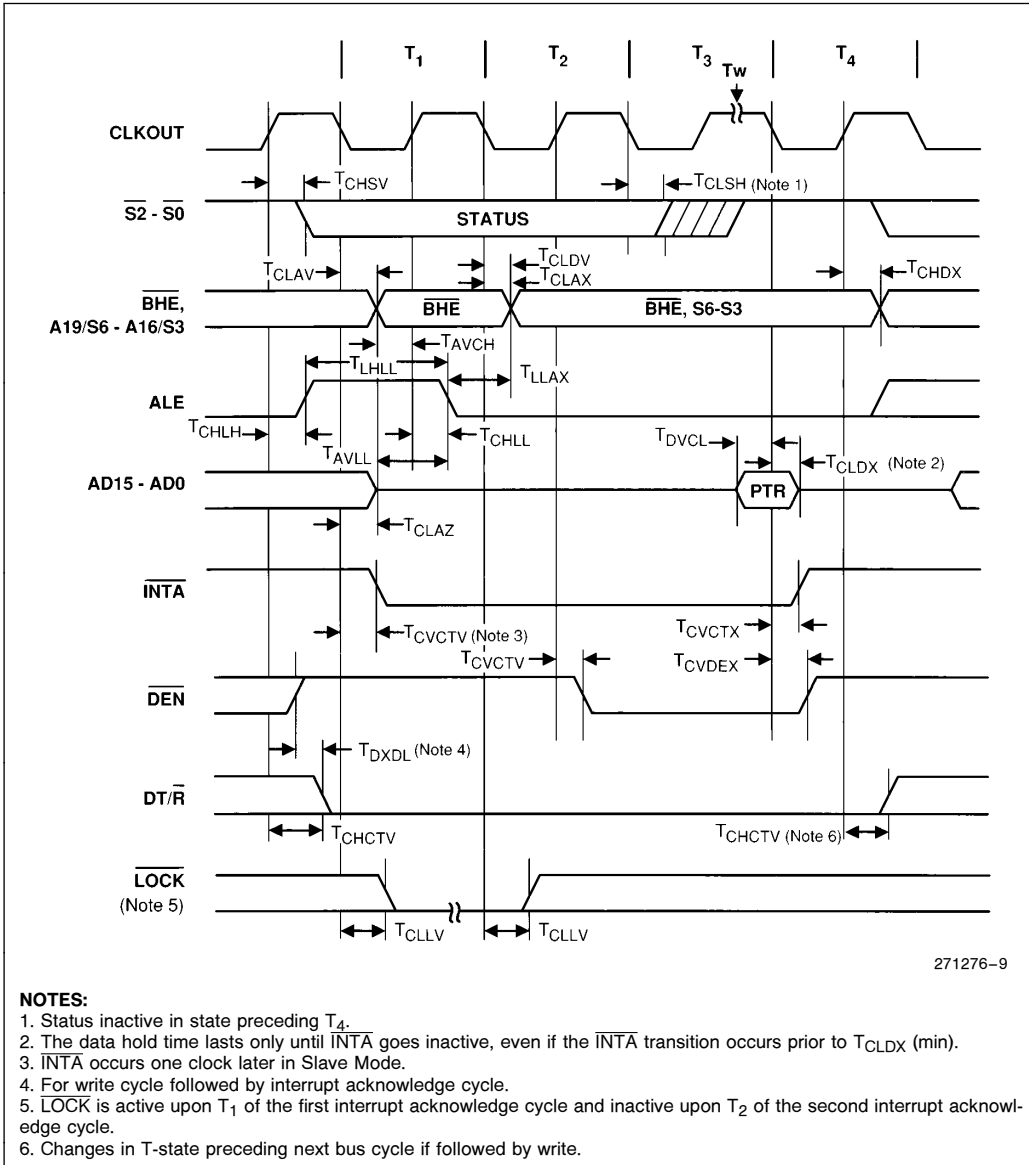 T1 T2 T3 T4
TW
CLKOUT
TCHSV TCLSH (Note 1)
S2 - S0 STATUS
TCLDV
TCLAV TCLAX TCHDX
BHE,
A19/S6 - A16/S3 BHE BHE, S6-S3
TAVCH
TLHLL TLLAX
ALE
TCHLH TCHLL TDVCL
TAVLL TCLDX (Note 2)
AD15 - AD0 PTR
TCLAZ
INTA
TCVCTV (Note 3) TCVCTX
TCVCTV TCVDEX
DEN
TDXDL (Note 4)
DT/R
TCHCTV TCHCTV (Note 6)
LOCK
(Note 5)
TCLLV TCLLV
271276–9
NOTES:
1. Status inactive in state preceding T4.
2. The data hold time lasts only until INTA goes inactive, even if the INTA transition occurs prior to TCLDX (min).
3. INTA occurs one clock later in Slave Mode.
4. For write cycle followed by interrupt acknowledge cycle.
5. LOCK is active upon T1 of the first interrupt acknowledge cycle and inactive upon T2 of the second interrupt acknowl-
edge cycle.
6. Changes in T-state preceding next bus cycle if followed by write.